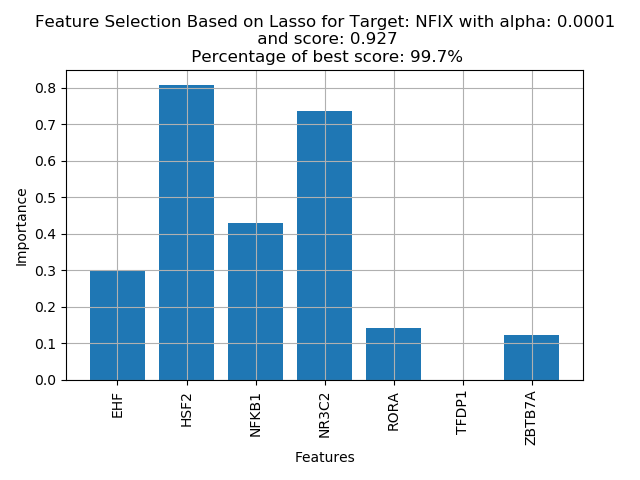 Feature Selection Based on Lasso for Target: NFIX with alpha: 0.0001
and score: 0.927
Percentage of best score: 99.7%
0.8
0.7
0.6
0.5
0.4
0.3
0.2
0.1
0.0
Importance
EHF
HSF2
NFKB1
NR3C2
RORA
TFDP1
ZBTB7A
Features